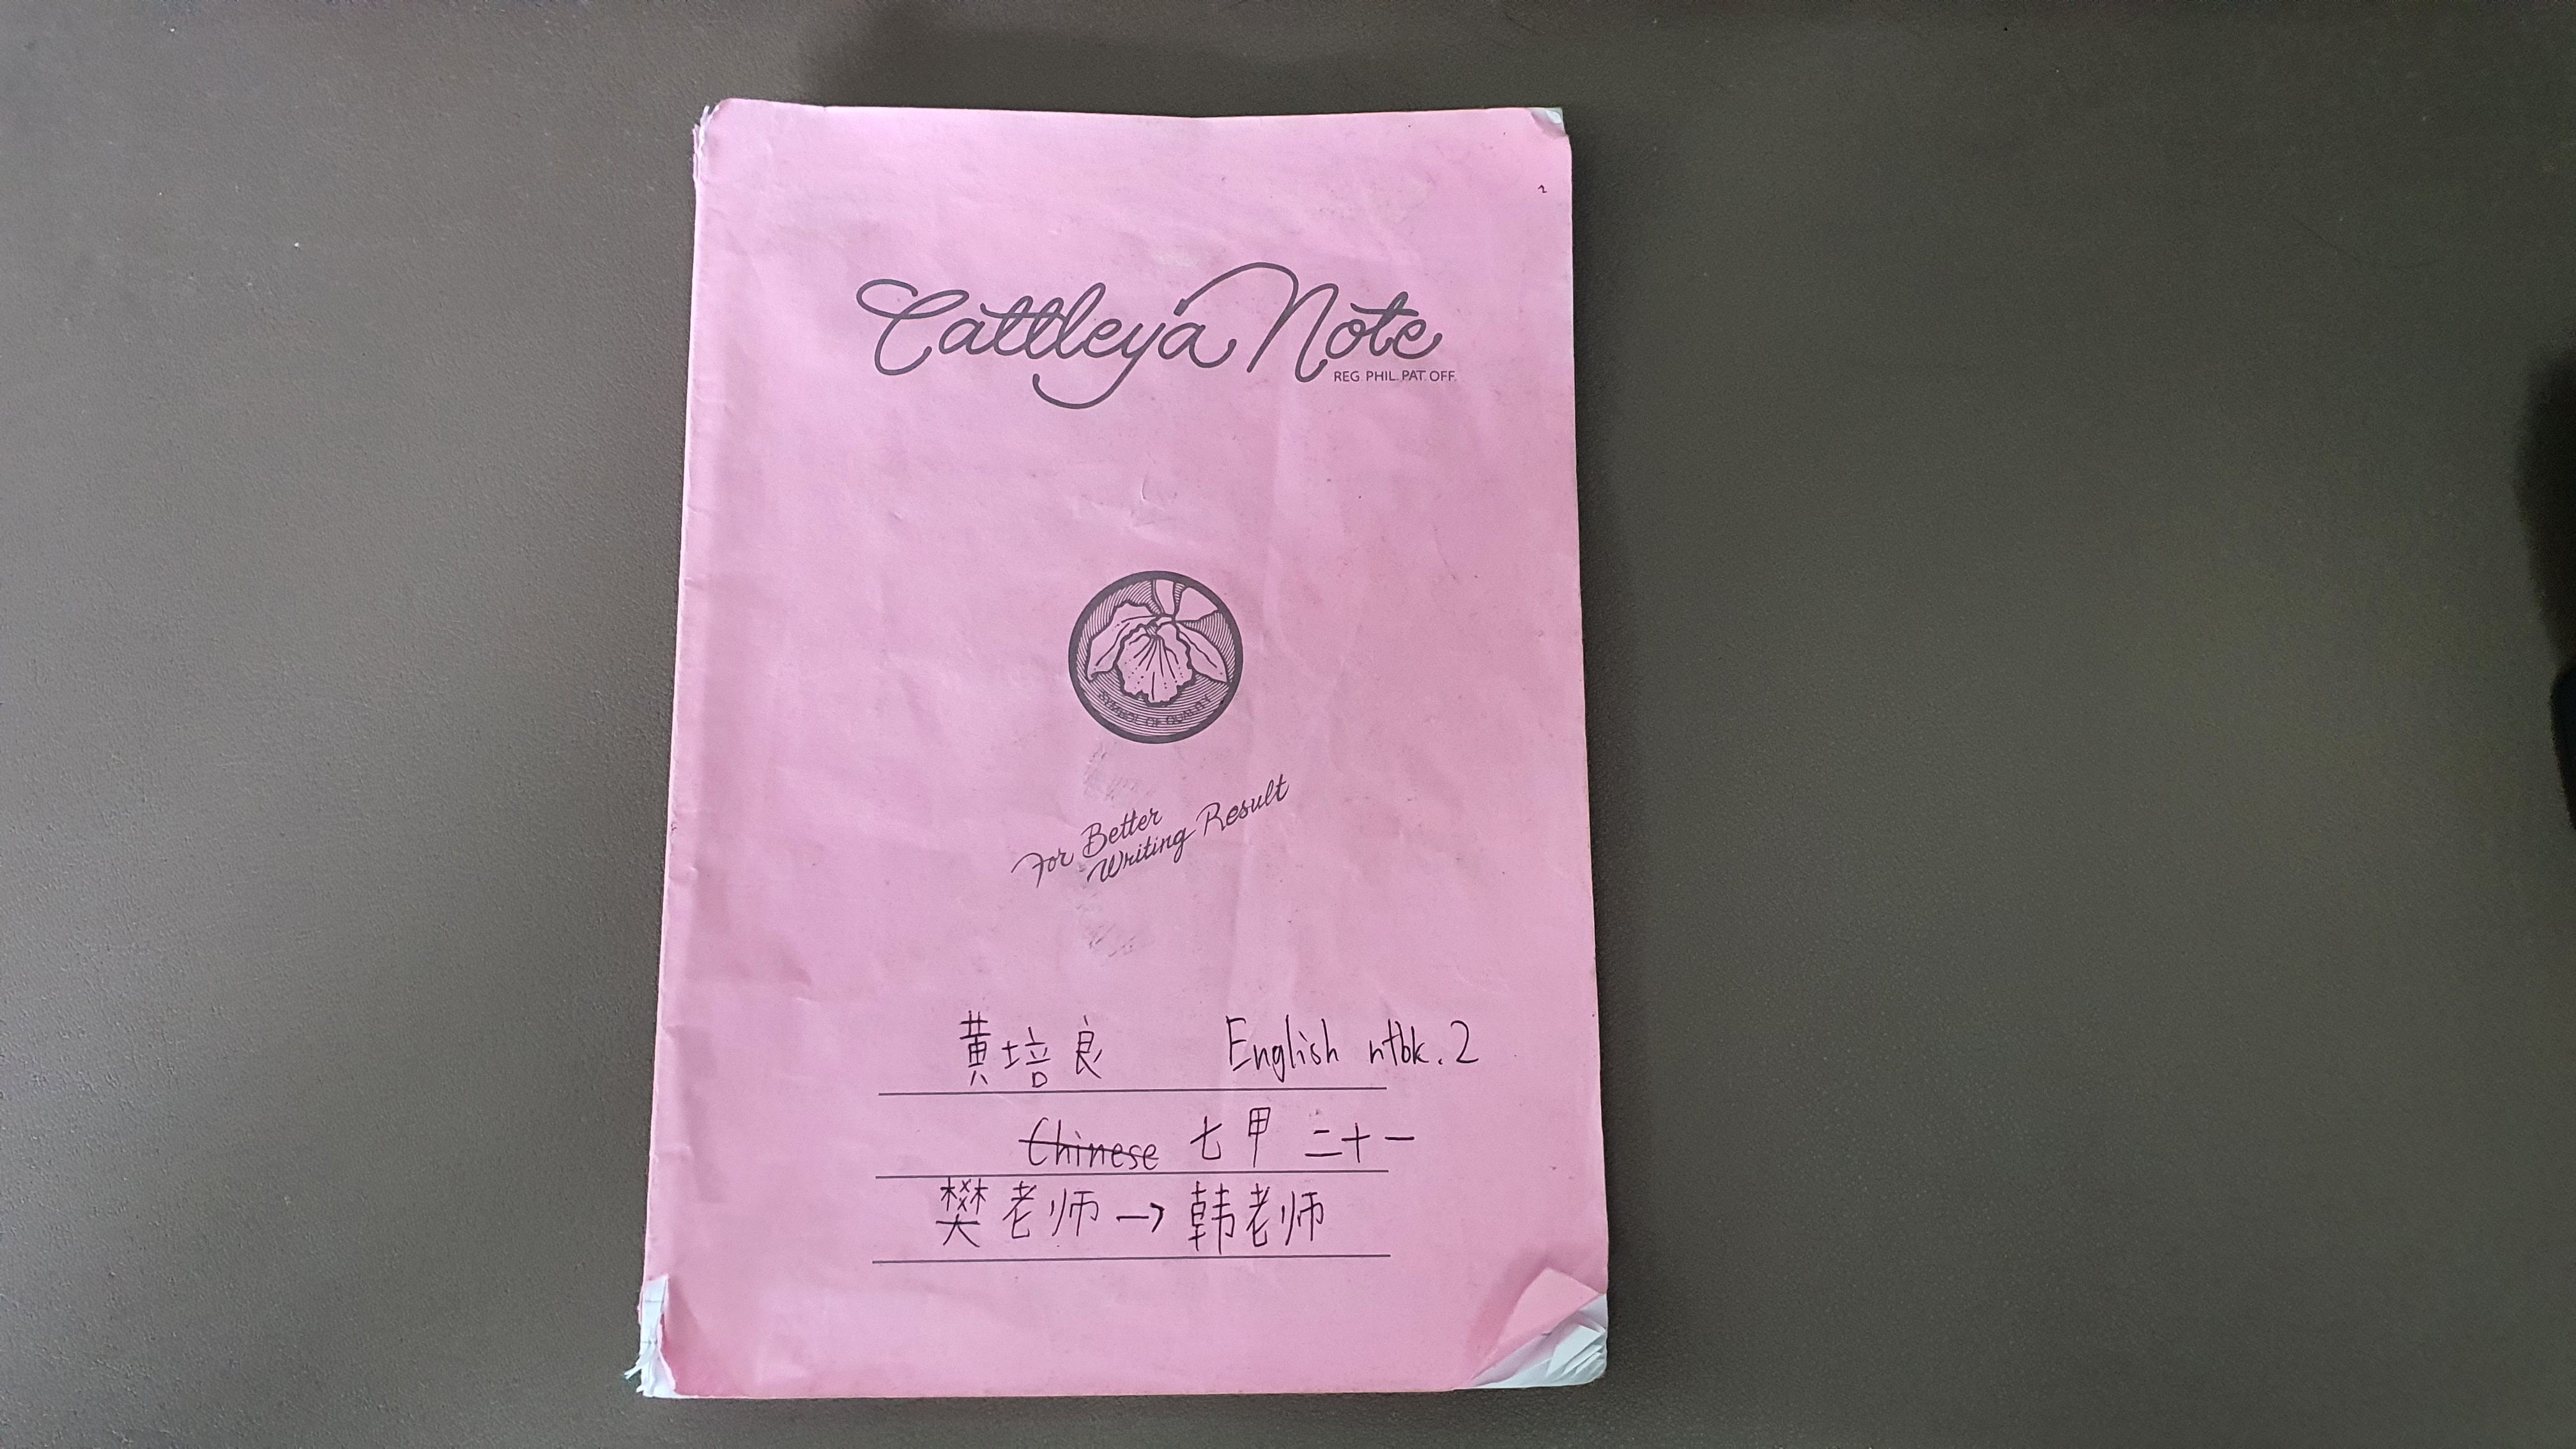 Cattleya Note
REG. PHIL. PAT. OFF.
SYMBOL OF QUALITY
For Better
Writing Result
黄培良 English ntbk. 2
Chinese 七甲 二十一
樊老师 → 韩老师